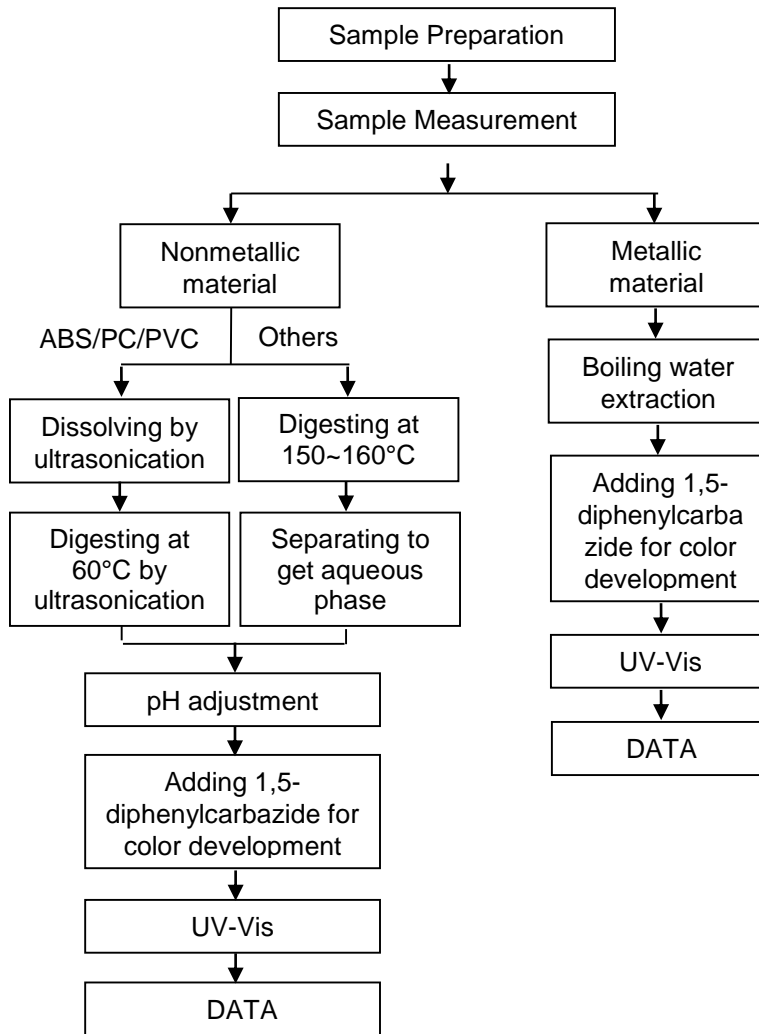 Sample Preparation
Sample Measurement
Nonmetallic
material
Metallic
material
ABS/PC/PVC
Others
Boiling water
extraction
Dissolving by
ultrasonication
Digesting at
150~160°C
Adding 1,5-
diphenylcarba
zide for color
development
Digesting at
60°C by
ultrasonication
Separating to
get aqueous
phase
UV-Vis
pH adjustment
DATA
Adding 1,5-
diphenylcarbazide for
color development
UV-Vis
DATA